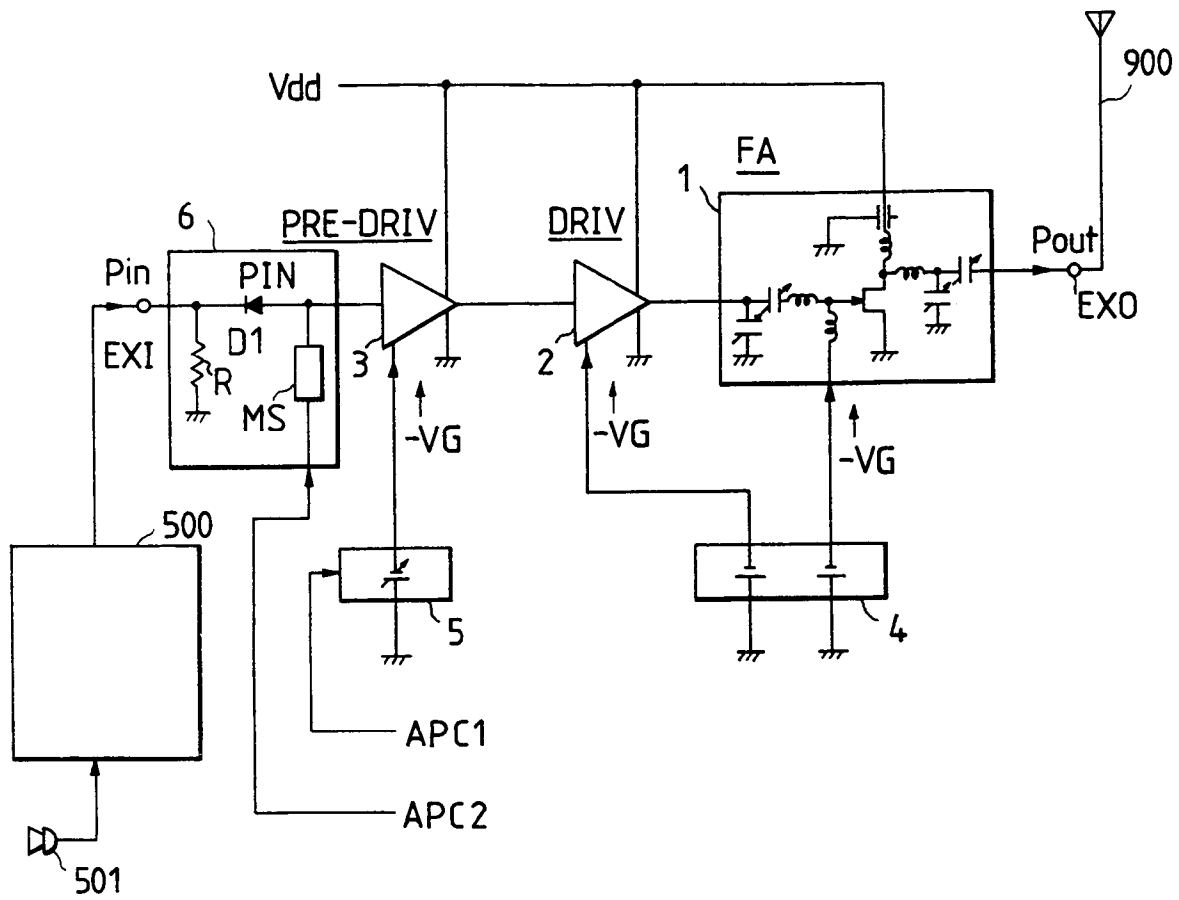 900
Vdd
FA
1
6
PRE-DRIV
DRIV
Pout
Pin
PIN
EXO
D1
EXI
3
2
R
MS
-VG
-VG
-VG
500
5
4
APC1
APC2
501